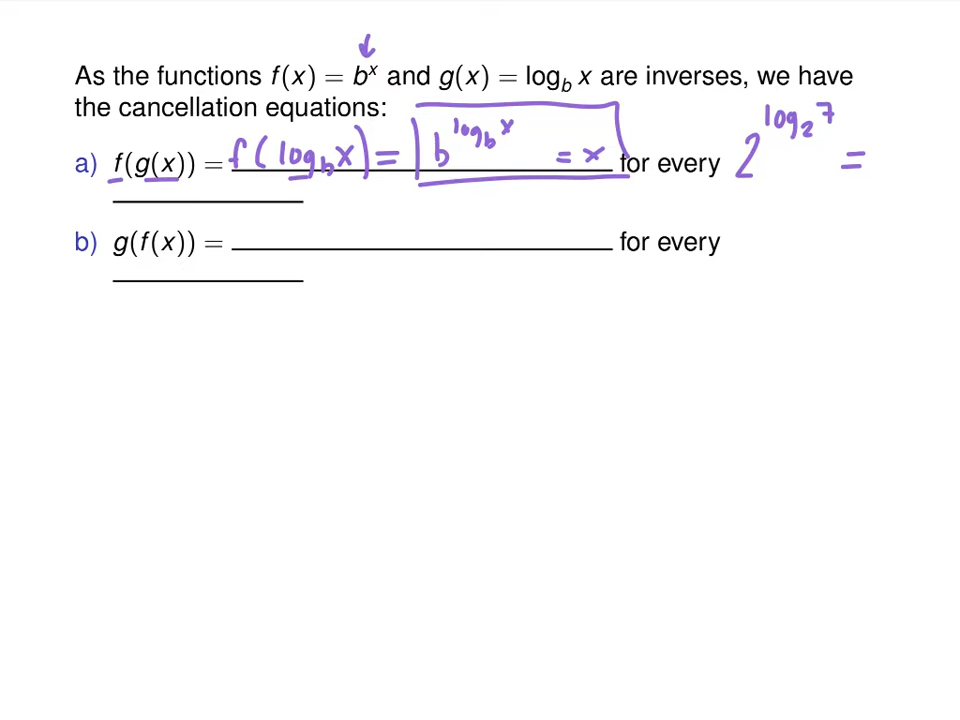 As the functions f(x) = b^x and g(x) = log_b x are inverses, we have
the cancellation equations:
a) f(g(x)) = f(log_b x) = b^{log_b x} = x for every 2^{log_2 7} =
b) g(f(x)) = for every